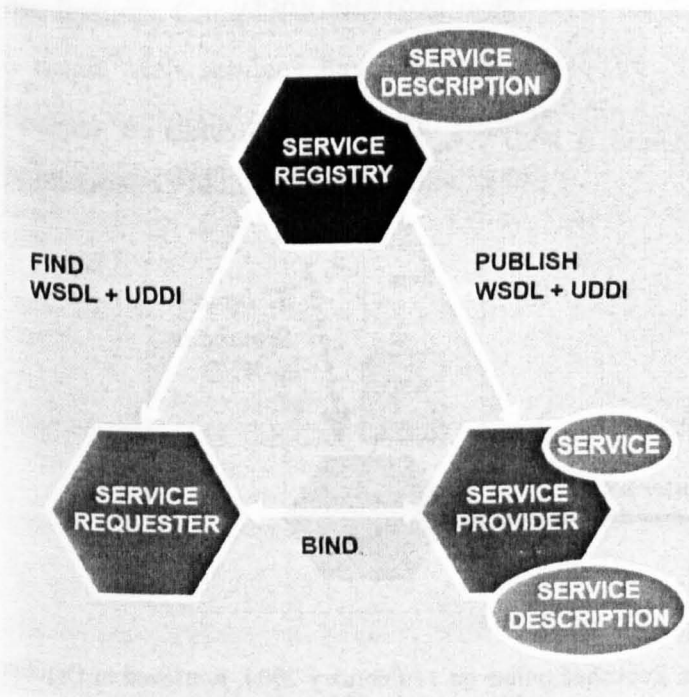 SERVICE
DESCRIPTION
SERVICE
REGISTRY
FIND
WSDL + UDDI
PUBLISH
WSDL + UDDI
SERVICE
SERVICE
REQUESTER
SERVICE
PROVIDER
BIND
SERVICE
DESCRIPTION